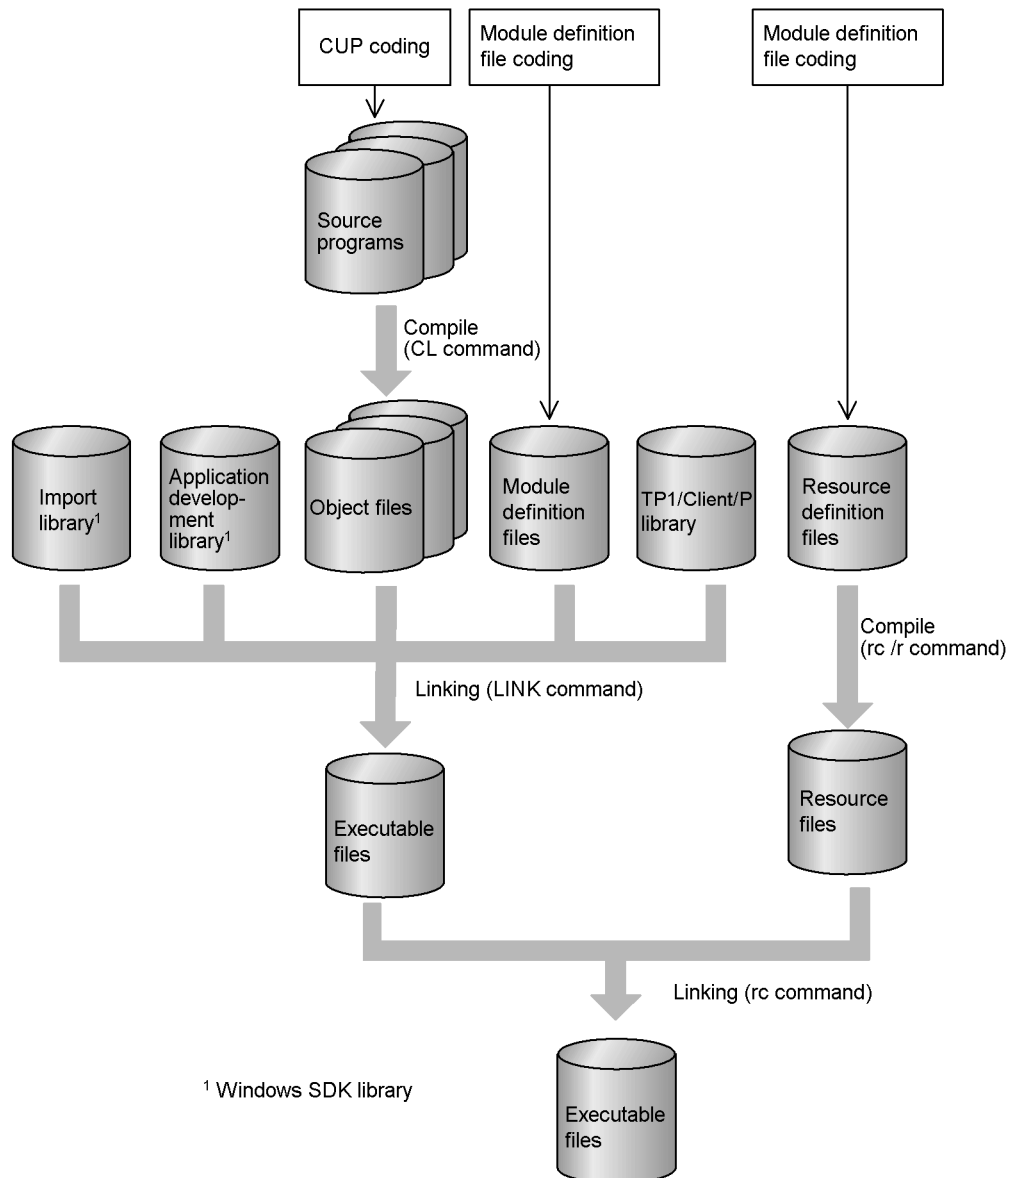 CUP coding
Module definition
file coding
Module definition
file coding
Source
programs
Compile
(CL command)
Import
library¹
Application
develop-
ment
library¹
Object files
Module
definition
files
TP1/Client/P
library
Resource
definition
files
Compile
(rc /r command)
Linking (LINK command)
Executable
files
Resource
files
Linking (rc command)
¹ Windows SDK library
Executable
files